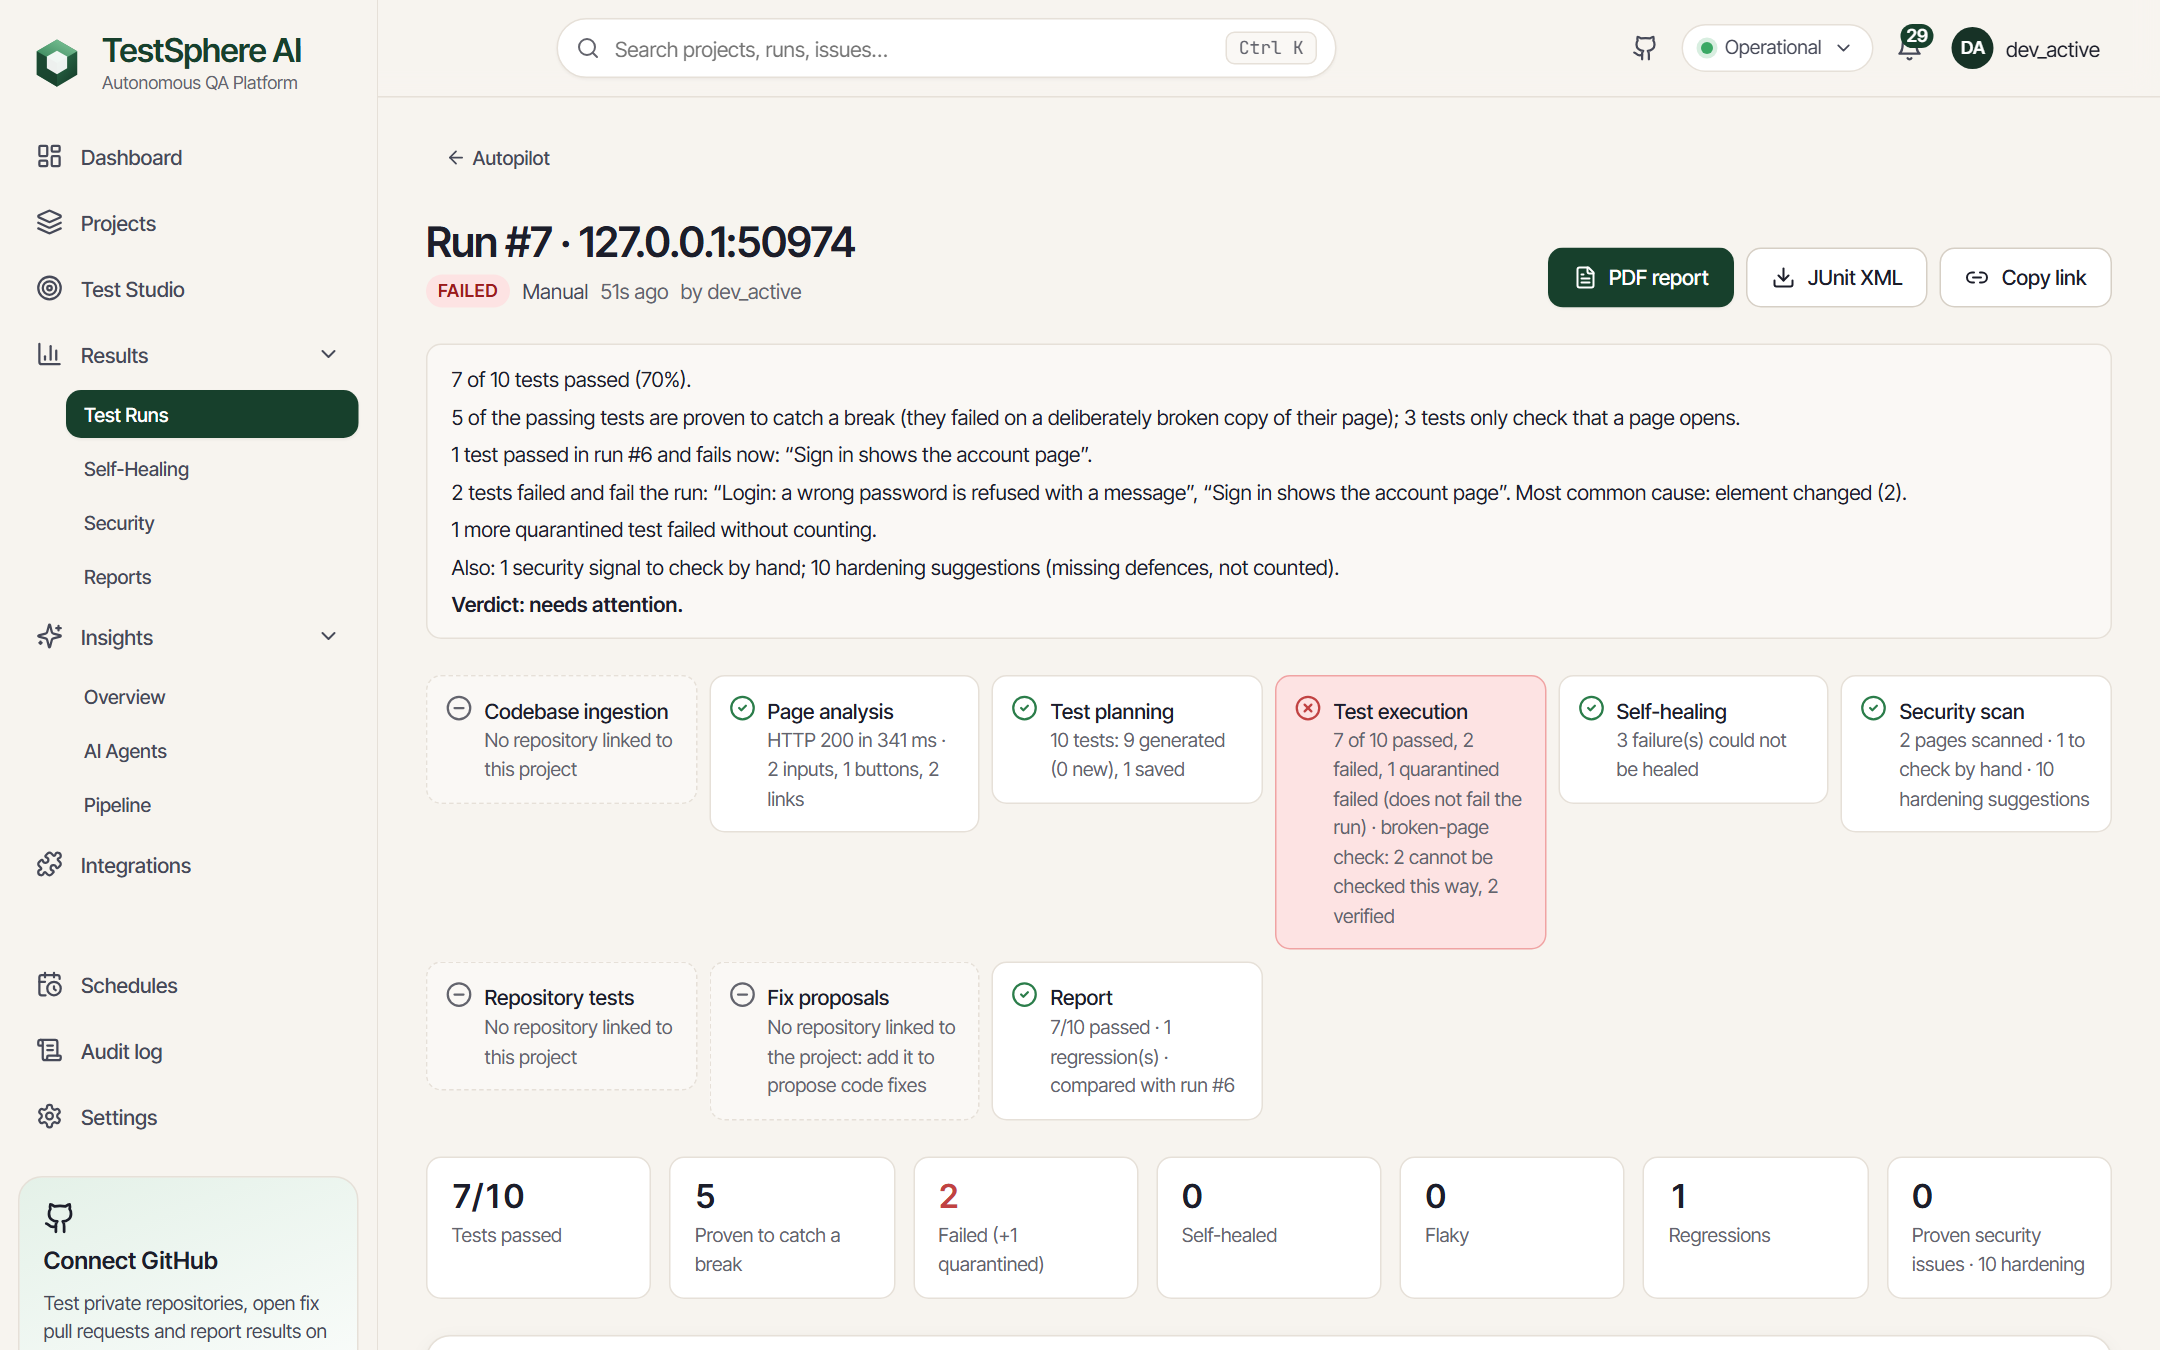 TestSphere AI
Autonomous QA Platform
Search projects, runs, issues...
Ctrl K
Operational
29
DA
dev_active
Dashboard
Projects
Test Studio
Results
Test Runs
Self-Healing
Security
Reports
Insights
Overview
AI Agents
Pipeline
Integrations
Schedules
Audit log
Settings
Connect GitHub
Test private repositories, open fix
pull requests and report results on
← Autopilot
Run #7 · 127.0.0.1:50974
FAILED Manual 51s ago by dev_active
PDF report
JUnit XML
Copy link
7 of 10 tests passed (70%).
5 of the passing tests are proven to catch a break (they failed on a deliberately broken copy of their page); 3 tests only check that a page opens.
1 test passed in run #6 and fails now: “Sign in shows the account page”.
2 tests failed and fail the run: “Login: a wrong password is refused with a message”, “Sign in shows the account page”. Most common cause: element changed (2).
1 more quarantined test failed without counting.
Also: 1 security signal to check by hand; 10 hardening suggestions (missing defences, not counted).
Verdict: needs attention.
Codebase ingestion
No repository linked to
this project
Page analysis
HTTP 200 in 341 ms ·
2 inputs, 1 buttons, 2
links
Test planning
10 tests: 9 generated
(0 new), 1 saved
Test execution
7 of 10 passed, 2
failed, 1 quarantined
failed (does not fail the
run) · broken-page
check: 2 cannot be
checked this way, 2
verified
Self-healing
3 failure(s) could not
be healed
Security scan
2 pages scanned · 1 to
check by hand · 10
hardening suggestions
Repository tests
No repository linked to
this project
Fix proposals
No repository linked to
the project: add it to
propose code fixes
Report
7/10 passed · 1
regression(s) ·
compared with run #6
7/10
Tests passed
5
Proven to catch a
break
2
Failed (+1
quarantined)
0
Self-healed
0
Flaky
1
Regressions
0
Proven security
issues · 10 hardening